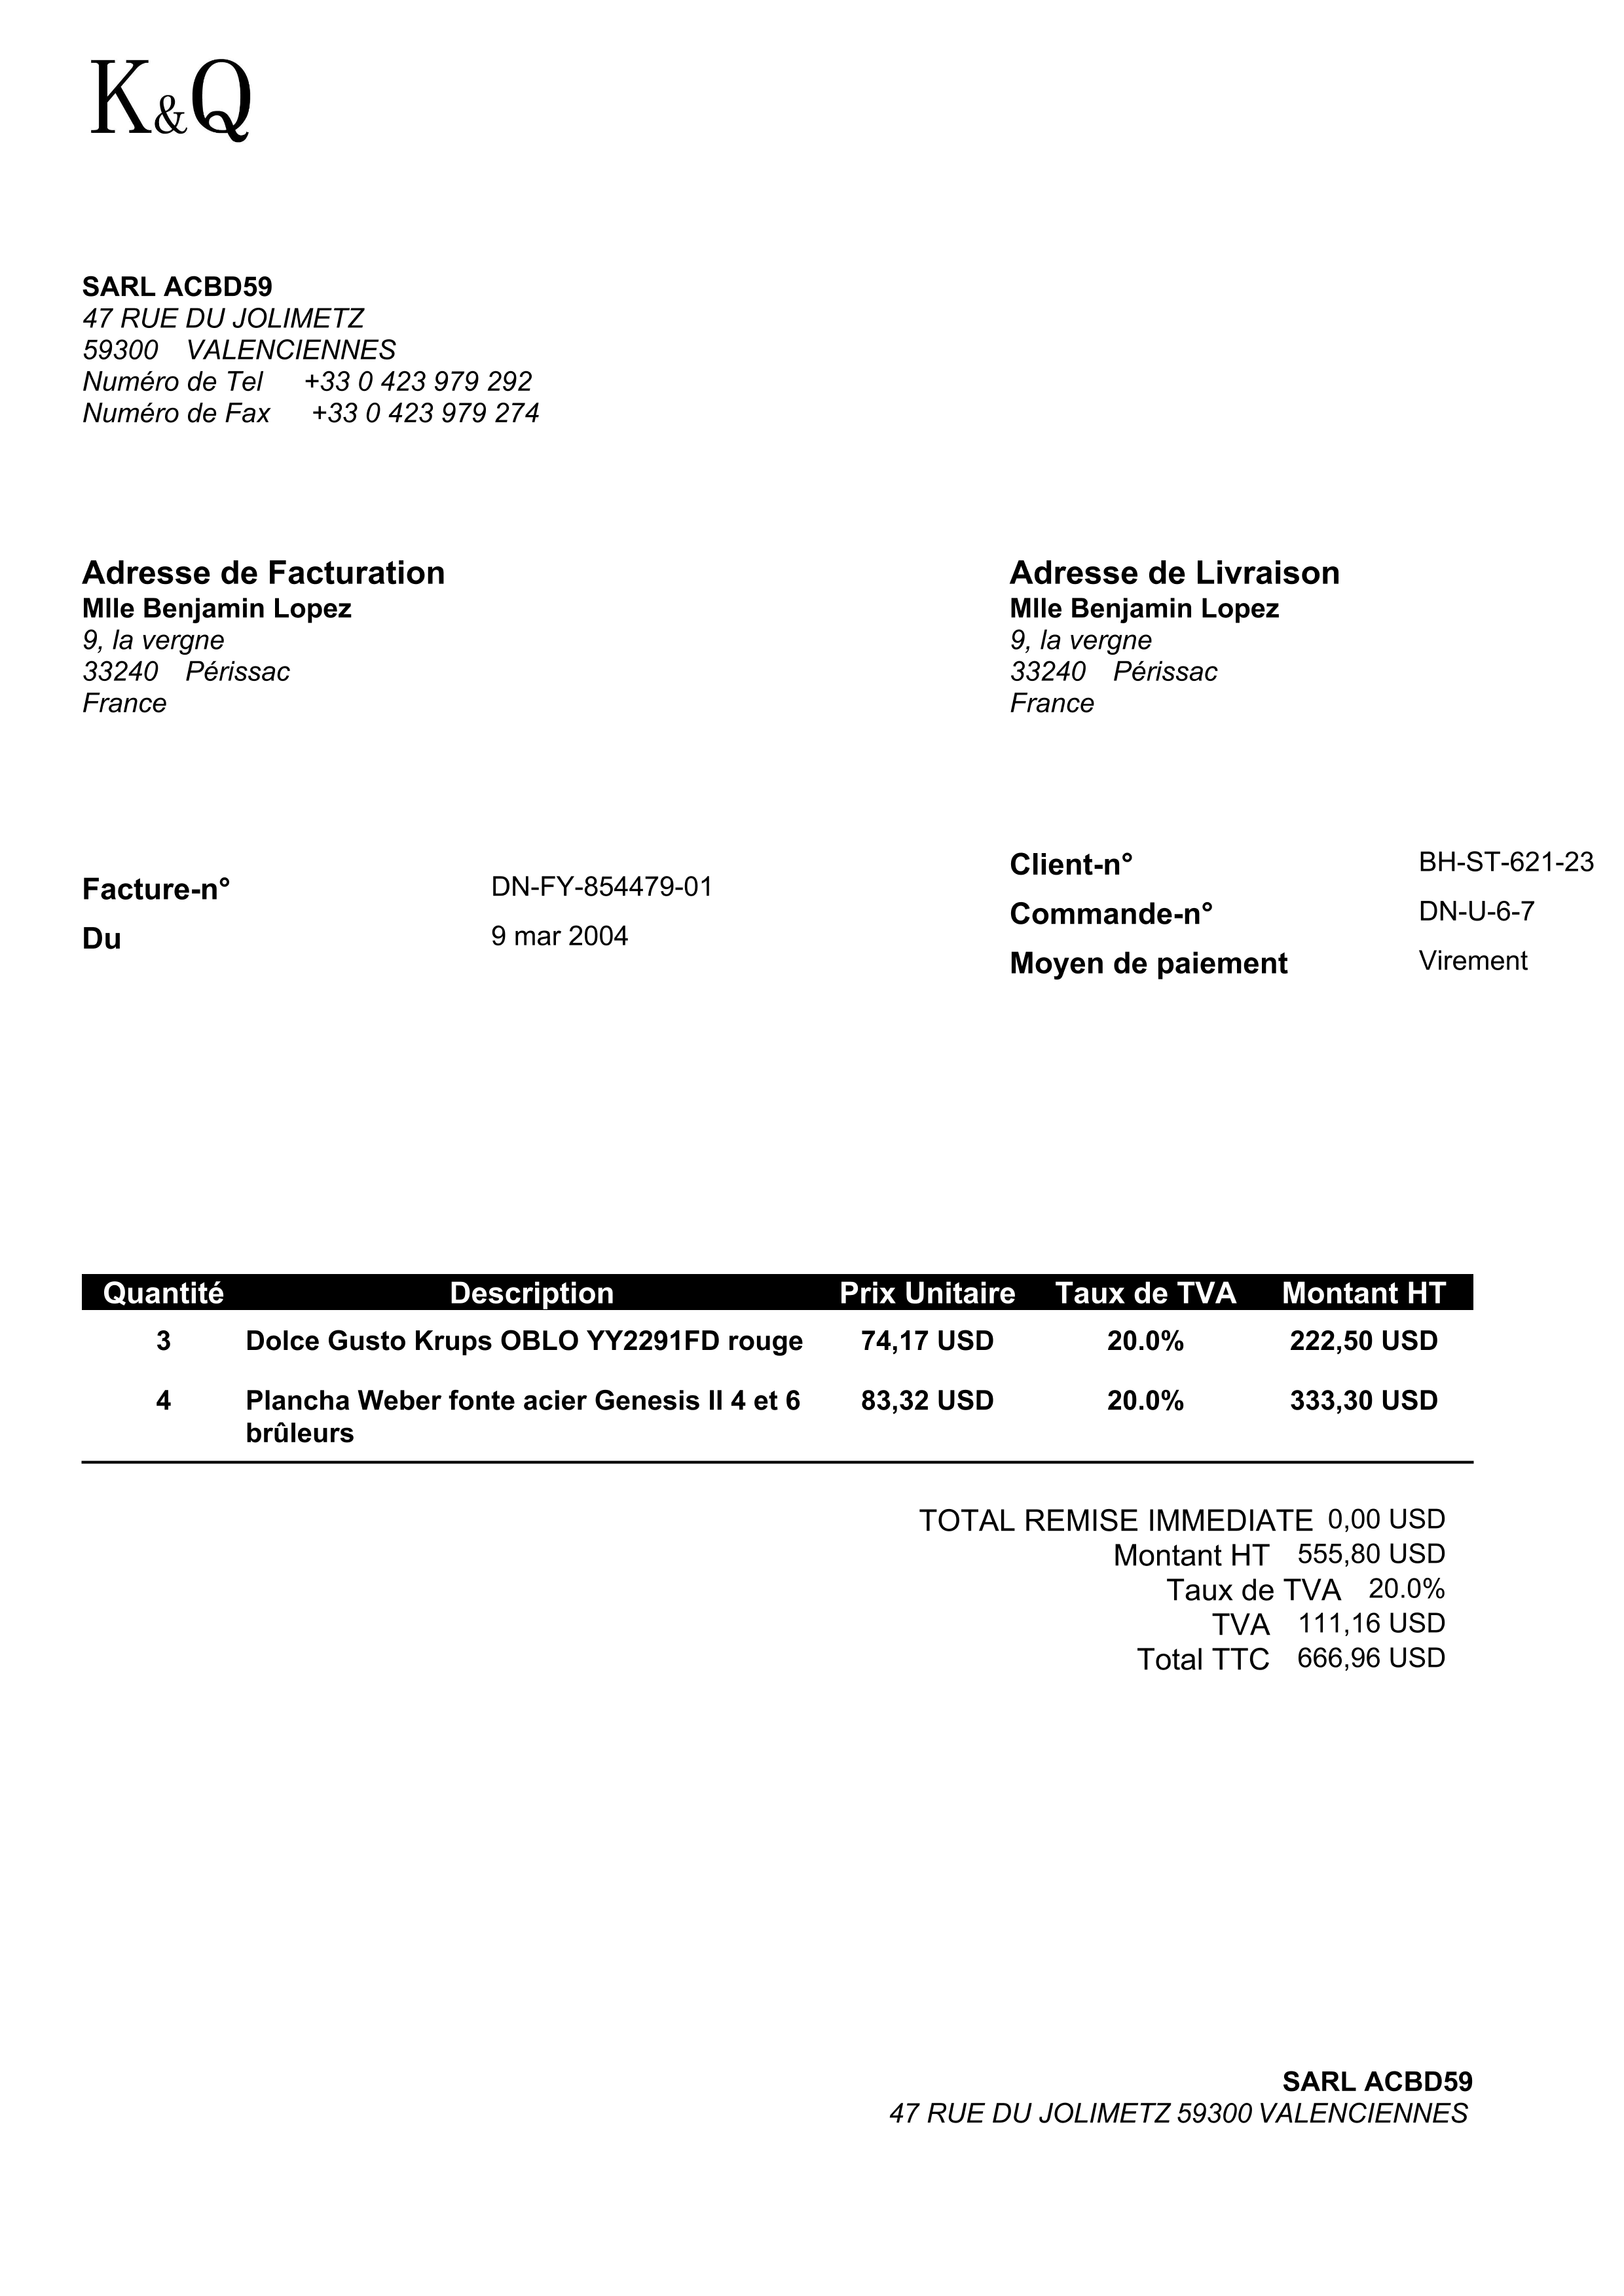 K&Q
SARL ACBD59
47 RUE DU JOLIMETZ
59300 VALENCIENNES
Numéro de Tel +33 0 423 979 292
Numéro de Fax +33 0 423 979 274
Adresse de Facturation
Mlle Benjamin Lopez
9, la vergne
33240 Périssac
France
Adresse de Livraison
Mlle Benjamin Lopez
9, la vergne
33240 Périssac
France
Facture-n° DN-FY-854479-01
Du 9 mar 2004
Client-n° BH-ST-621-23
Commande-n° DN-U-6-7
Moyen de paiement Virement
Quantité Description Prix Unitaire Taux de TVA Montant HT
3 Dolce Gusto Krups OBLO YY2291FD rouge 74,17 USD 20.0% 222,50 USD
4 Plancha Weber fonte acier Genesis II 4 et 6 83,32 USD 20.0% 333,30 USD
brûleurs
TOTAL REMISE IMMEDIATE 0,00 USD
Montant HT 555,80 USD
Taux de TVA 20.0%
TVA 111,16 USD
Total TTC 666,96 USD
SARL ACBD59
47 RUE DU JOLIMETZ 59300 VALENCIENNES